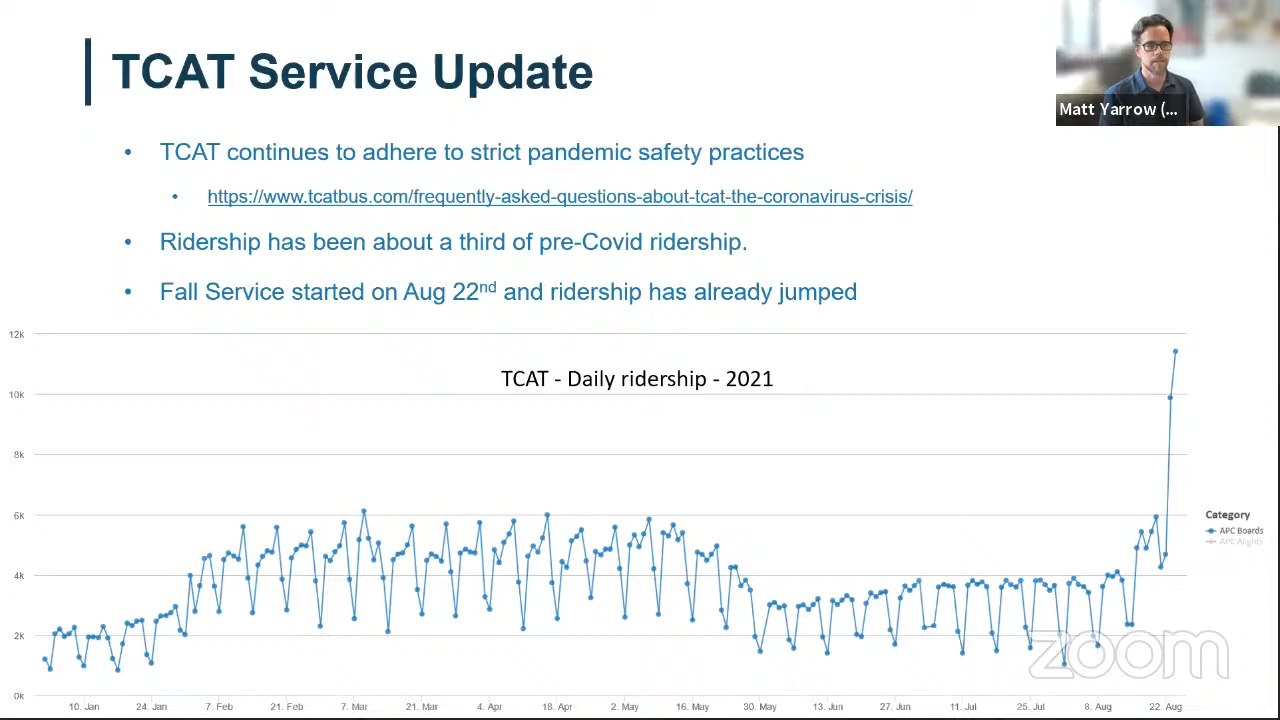 TCAT Service Update
Matt Yarrow (...
• TCAT continues to adhere to strict pandemic safety practices
• https://www.tcatbus.com/frequently-asked-questions-about-tcat-the-coronavirus-crisis/
• Ridership has been about a third of pre-Covid ridership.
• Fall Service started on Aug 22nd and ridership has already jumped
TCAT - Daily ridership - 2021
12k
10k
8k
6k
4k
2k
0k
Category
APC Boards
APC Alights
10. Jan 24. Jan 7. Feb 21. Feb 7. Mar 21. Mar 4. Apr 18. Apr 2. May 16. May 30. May 13. Jun 27. Jun 11. Jul 25. Jul 8. Aug 22. Aug
zoom